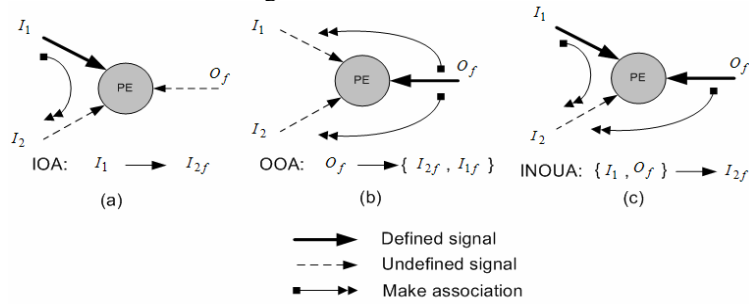 I1
PE
Of
I2
IOA: I1 → I2f
(a)
I1
Of
PE
I2
OOA: Of → { I2f , I1f }
(b)
I1
Of
PE
I2
INOUA: { I1 , Of } → I2f
(c)
Defined signal
Undefined signal
Make association